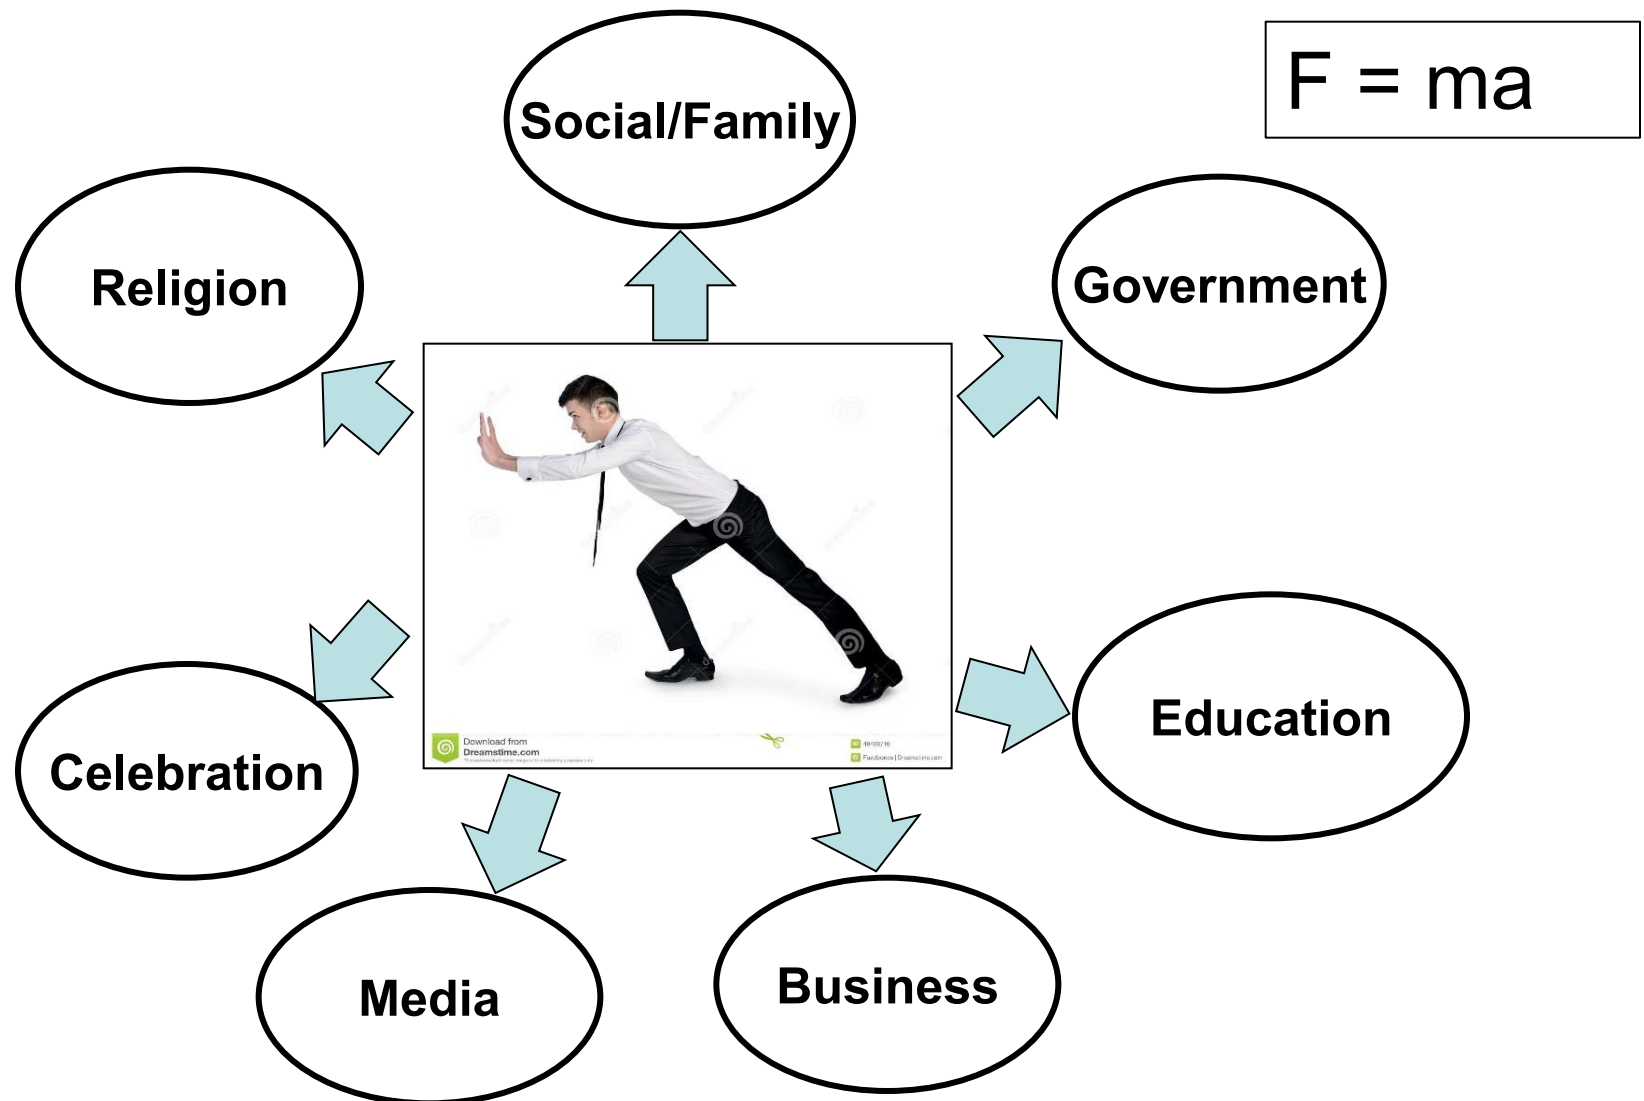 Social/Family
F = ma
Religion
Government
Download from
Dreamstime.com
Education
Celebration
Media
Business